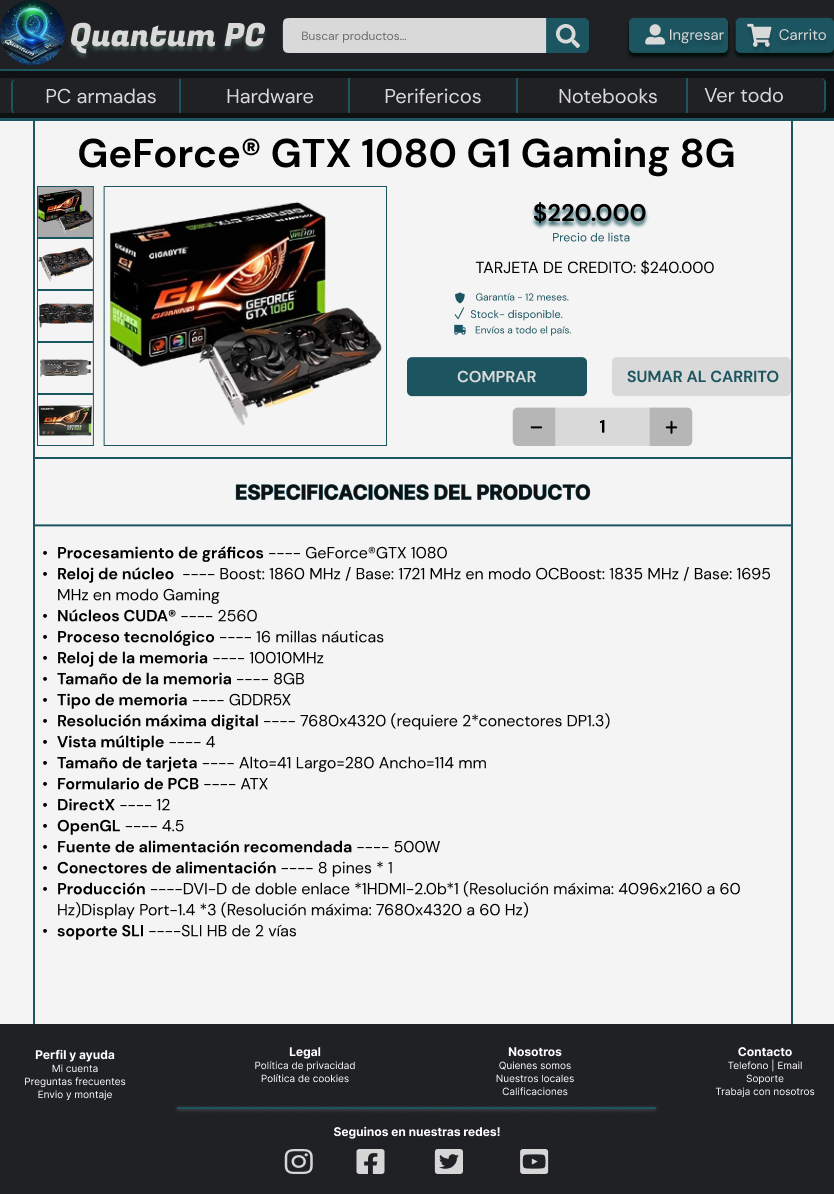 Quantum PC
Buscar productos...
Ingresar
Carrito
PC armadas
Hardware
Perifericos
Notebooks
Ver todo
GeForce® GTX 1080 G1 Gaming 8G
GIGABYTE
G1
GAMING
GEFORCE
GTX 1080
$220.000
Precio de lista
TARJETA DE CREDITO: $240.000
Garantía - 12 meses.
Stock- disponible.
Envíos a todo el país.
COMPRAR
SUMAR AL CARRITO
− 1 +
ESPECIFICACIONES DEL PRODUCTO
• Procesamiento de gráficos ---- GeForce®GTX 1080
• Reloj de núcleo ---- Boost: 1860 MHz / Base: 1721 MHz en modo OCBoost: 1835 MHz / Base: 1695
MHz en modo Gaming
• Núcleos CUDA® ---- 2560
• Proceso tecnológico ---- 16 millas náuticas
• Reloj de la memoria ---- 10010MHz
• Tamaño de la memoria ---- 8GB
• Tipo de memoria ---- GDDR5X
• Resolución máxima digital ---- 7680x4320 (requiere 2*conectores DP1.3)
• Vista múltiple ---- 4
• Tamaño de tarjeta ---- Alto=41 Largo=280 Ancho=114 mm
• Formulario de PCB ---- ATX
• DirectX ---- 12
• OpenGL ---- 4.5
• Fuente de alimentación recomendada ---- 500W
• Conectores de alimentación ---- 8 pines * 1
• Producción ----DVI-D de doble enlace *1HDMI-2.0b*1 (Resolución máxima: 4096x2160 a 60
Hz)Display Port-1.4 *3 (Resolución máxima: 7680x4320 a 60 Hz)
• soporte SLI ----SLI HB de 2 vías
Perfil y ayuda
Mi cuenta
Preguntas frecuentes
Envio y montaje
Legal
Política de privacidad
Política de cookies
Nosotros
Quienes somos
Nuestros locales
Calificaciones
Contacto
Telefono | Email
Soporte
Trabaja con nosotros
Seguinos en nuestras redes!